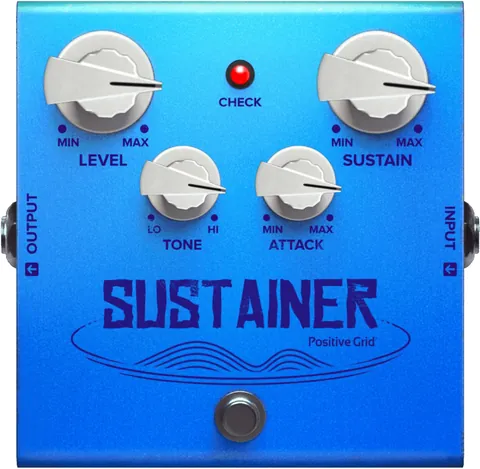 CHECK
MIN MAX
LEVEL
MIN MAX
SUSTAIN
LO HI
TONE
MIN MAX
ATTACK
OUTPUT
INPUT
SUSTAINER
Positive Grid